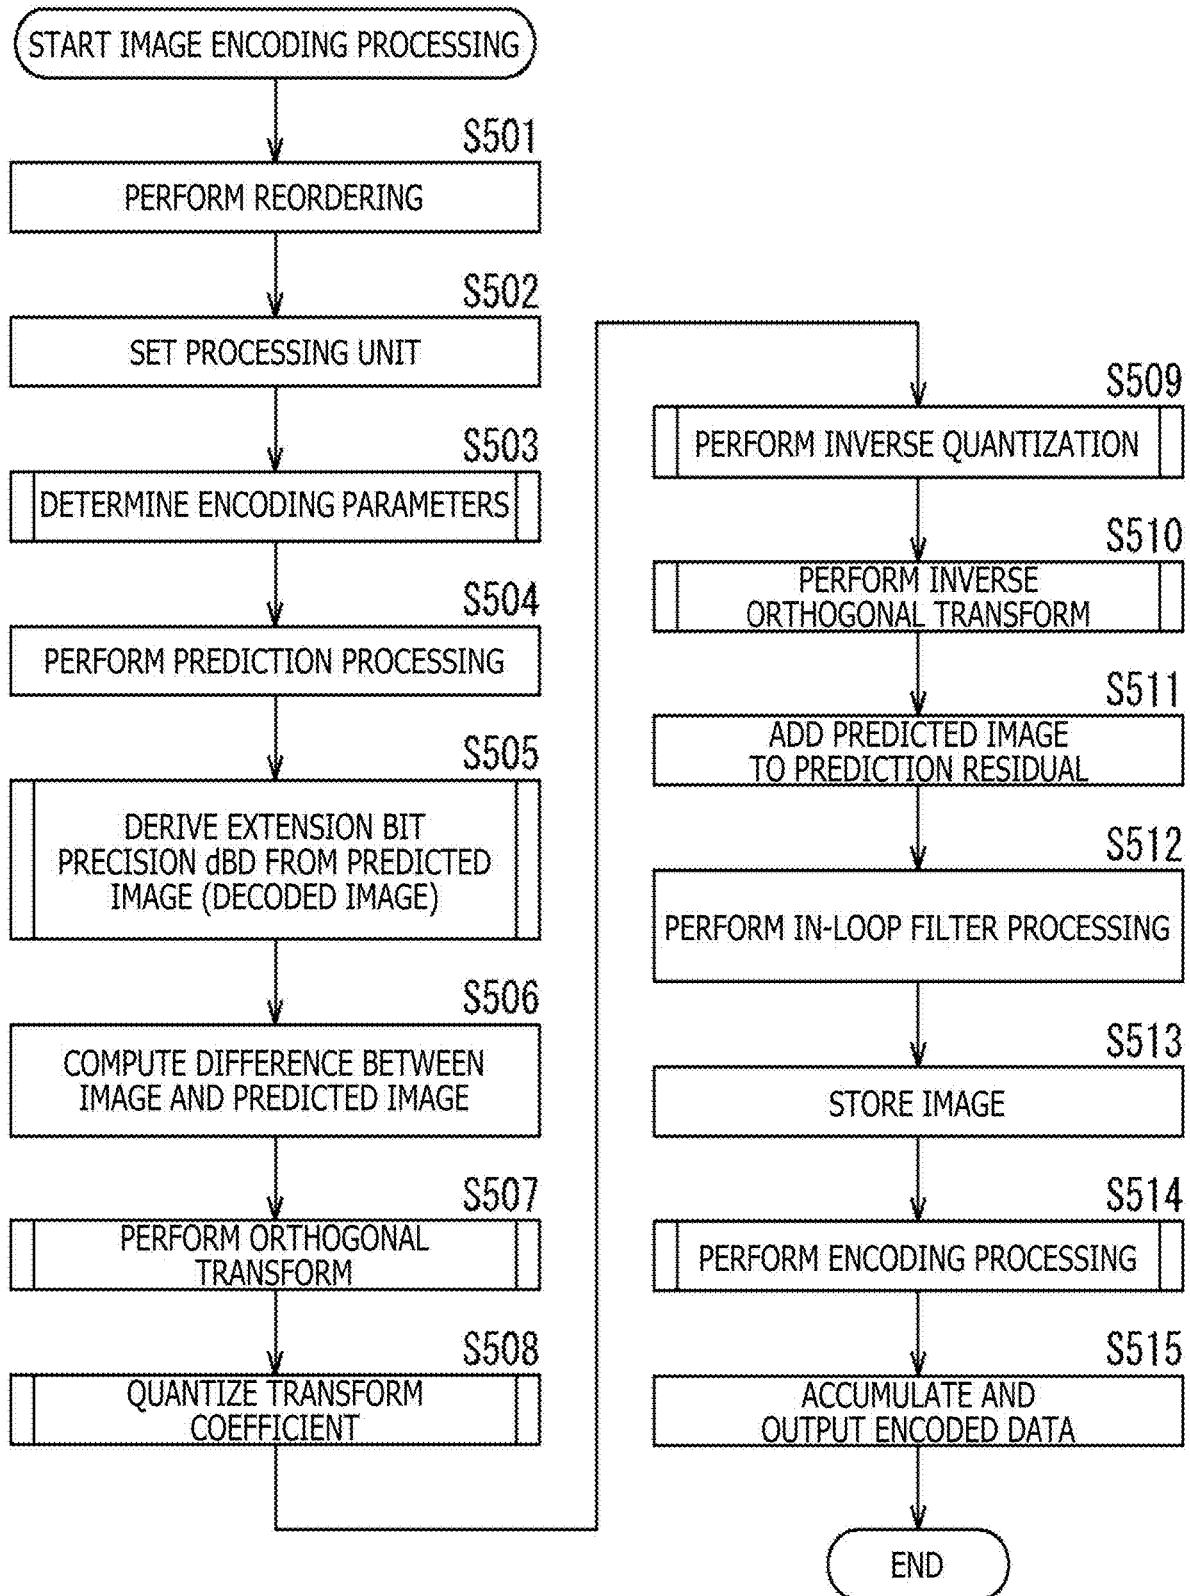 START IMAGE ENCODING PROCESSING
S501
PERFORM REORDERING
S502
SET PROCESSING UNIT
S503
DETERMINE ENCODING PARAMETERS
S504
PERFORM PREDICTION PROCESSING
S505
DERIVE EXTENSION BIT
PRECISION dBD FROM PREDICTED
IMAGE (DECODED IMAGE)
S506
COMPUTE DIFFERENCE BETWEEN
IMAGE AND PREDICTED IMAGE
S507
PERFORM ORTHOGONAL
TRANSFORM
S508
QUANTIZE TRANSFORM
COEFFICIENT
S509
PERFORM INVERSE QUANTIZATION
S510
PERFORM INVERSE
ORTHOGONAL TRANSFORM
S511
ADD PREDICTED IMAGE
TO PREDICTION RESIDUAL
S512
PERFORM IN-LOOP FILTER PROCESSING
S513
STORE IMAGE
S514
PERFORM ENCODING PROCESSING
S515
ACCUMULATE AND
OUTPUT ENCODED DATA
END